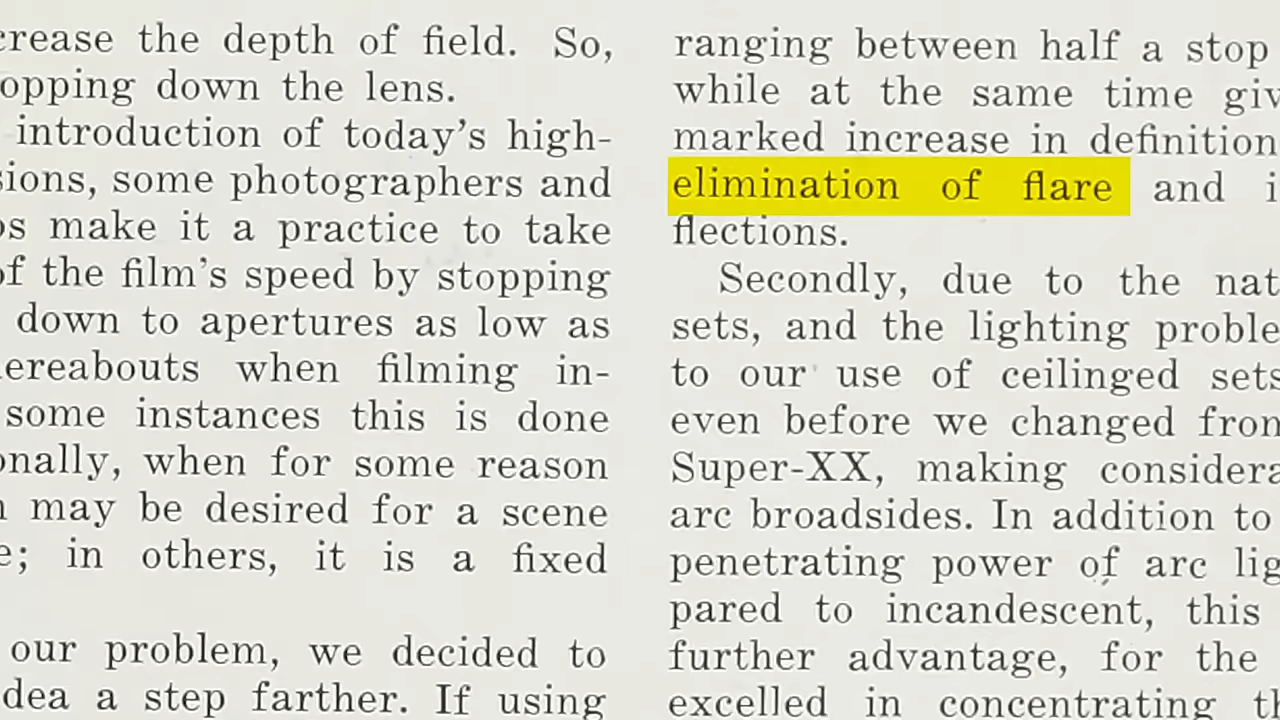 crease the depth of field. So,
opping down the lens.
introduction of today's high-
sions, some photographers and
os make it a practice to take
of the film's speed by stopping
down to apertures as low as
ereabouts when filming in-
some instances this is done
onally, when for some reason
may be desired for a scene
e; in others, it is a fixed
our problem, we decided to
dea a step farther. If using
ranging between half a stop
while at the same time giv
marked increase in definition
elimination of flare and i
flections.
Secondly, due to the nat
sets, and the lighting proble
to our use of ceilinged sets
even before we changed from
Super-XX, making considera
arc broadsides. In addition to
penetrating power of arc lig
pared to incandescent, this
further advantage, for the
excelled in concentrating th